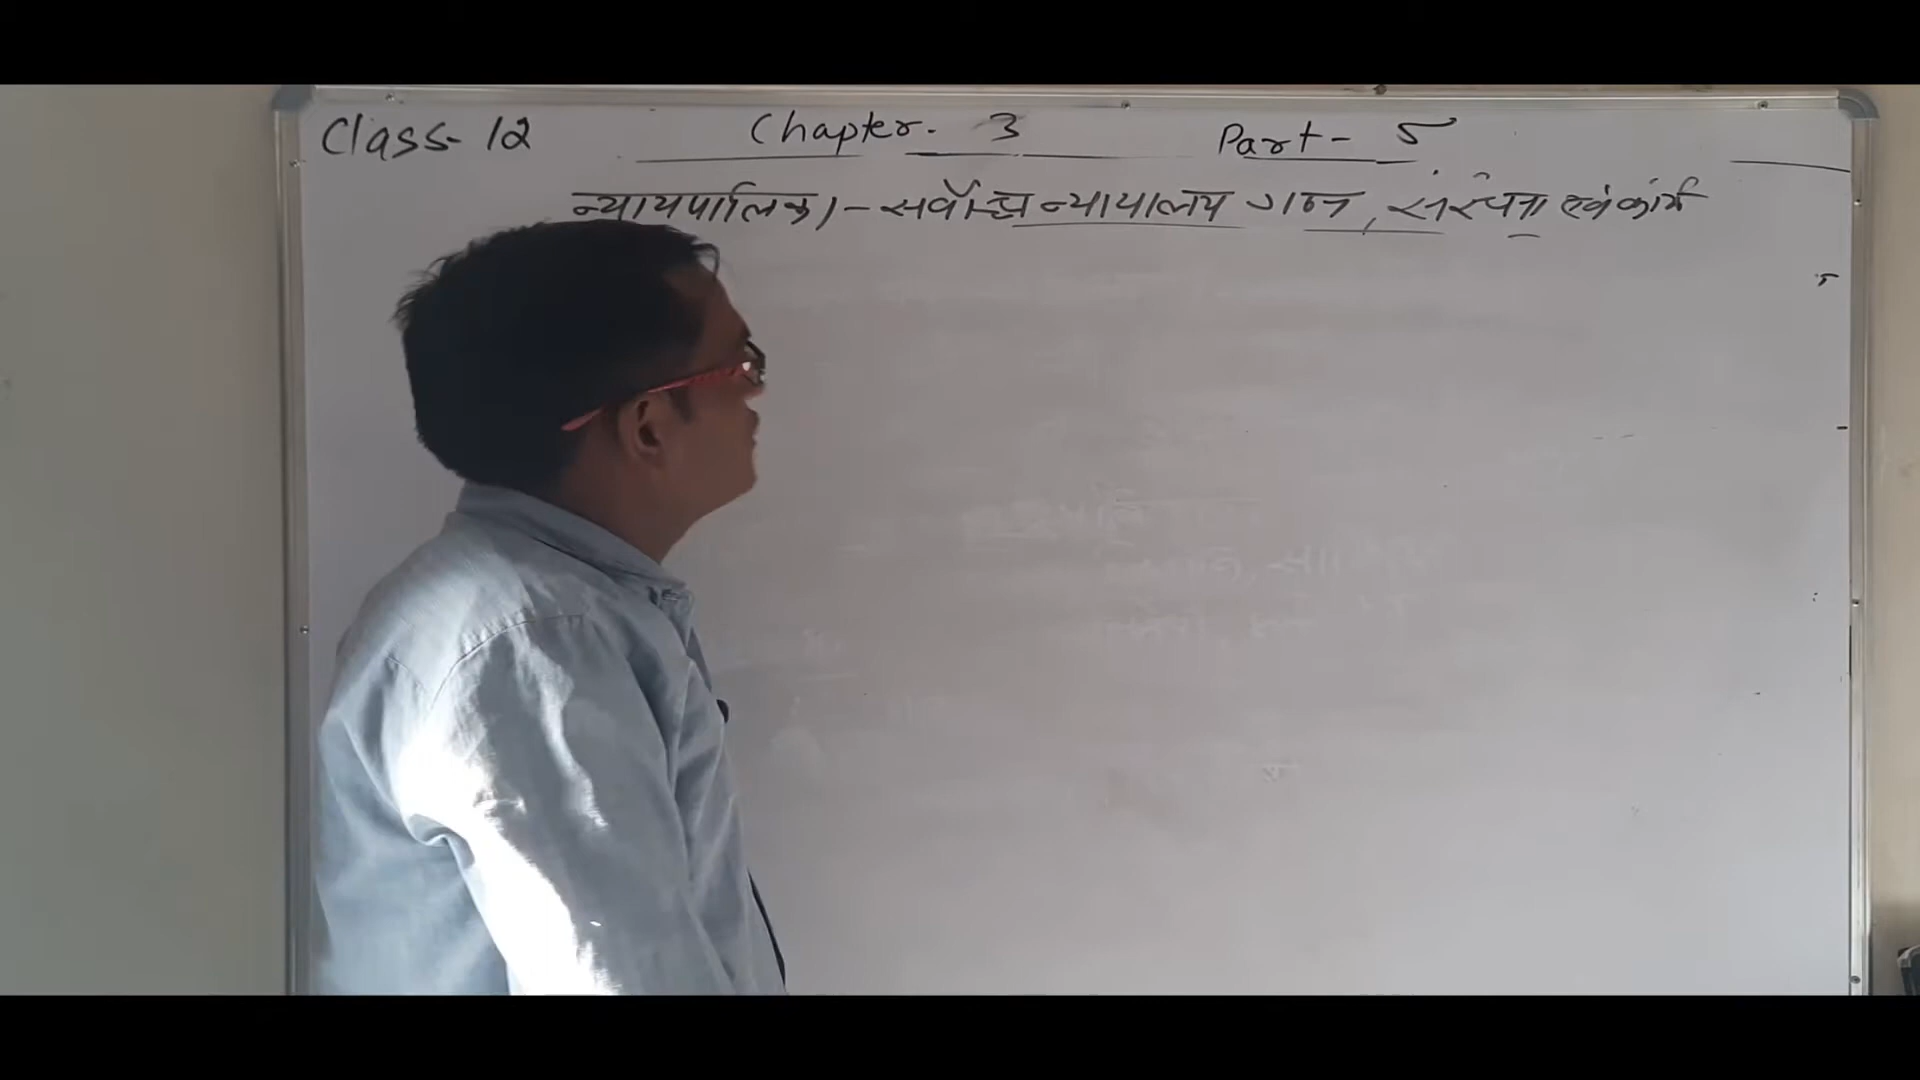 Class- 12 Chapter. 3 Part- 5
न्यायपालिका - सर्वोच्च न्यायालय गठन, संरचना एवं कार्य